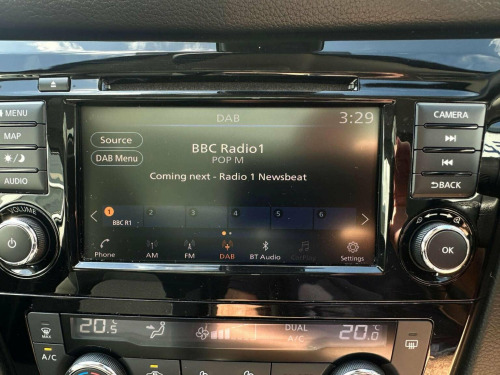 DAB
3:29
MENU
MAP
AUDIO
VOLUME
Source
DAB Menu
BBC Radio1
POP M
Coming next - Radio 1 Newsbeat
1 2 3 4 5 6
BBC R1
Phone AM FM DAB BT Audio CarPlay Settings
CAMERA
BACK
OK
MAX
A/C
20.5
DUAL
A/C
20.0